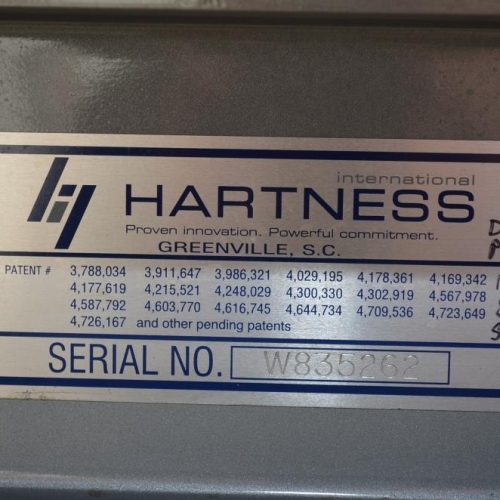 international
HARTNESS
Proven innovation. Powerful commitment.
GREENVILLE, S.C.
PATENT # 3,788,034 3,911,647 3,986,321 4,029,195 4,178,361 4,169,342
4,177,619 4,215,521 4,248,029 4,300,330 4,302,919 4,567,978
4,587,792 4,603,770 4,616,745 4,644,734 4,709,536 4,723,649
4,726,167 and other pending patents
SERIAL NO. W835262